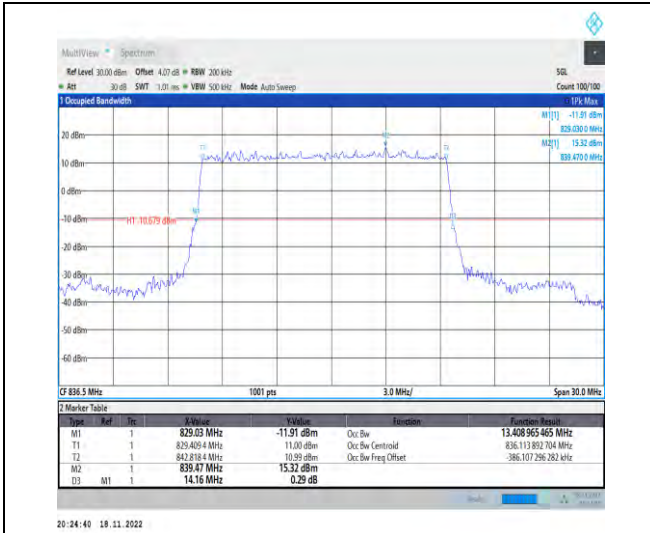 MultiView Spectrum
Ref Level 30.00 dBm Offset 4.07 dB RBW 200 kHz SGL
Att 30 dB SWT 1.01 ms VBW 500 kHz Mode Auto Sweep Count 100/100
1 Occupied Bandwidth 1Pk Max
M1[1] -11.91 dBm
829.030 0 MHz
M2[1] 15.32 dBm
839.470 0 MHz
20 dBm
T1 M2 T2
10 dBm
0 dBm
M1
-10 dBm
H1 -10.679 dBm
-20 dBm
-30 dBm
-40 dBm
-50 dBm
-60 dBm
CF 836.5 MHz 1001 pts 3.0 MHz/ Span 30.0 MHz
2 Marker Table
Type Ref Trc X-Value Y-Value Function Function Result
M1 1 829.03 MHz -11.91 dBm Occ Bw 13.408 965 465 MHz
T1 1 829.409 4 MHz 11.00 dBm Occ Bw Centroid 836.113 892 704 MHz
T2 1 842.818 4 MHz 10.99 dBm Occ Bw Freq Offset -386.107 296 282 kHz
M2 1 839.47 MHz 15.32 dBm
D3 M1 1 14.16 MHz 0.29 dB
20:24:40 18.11.2022